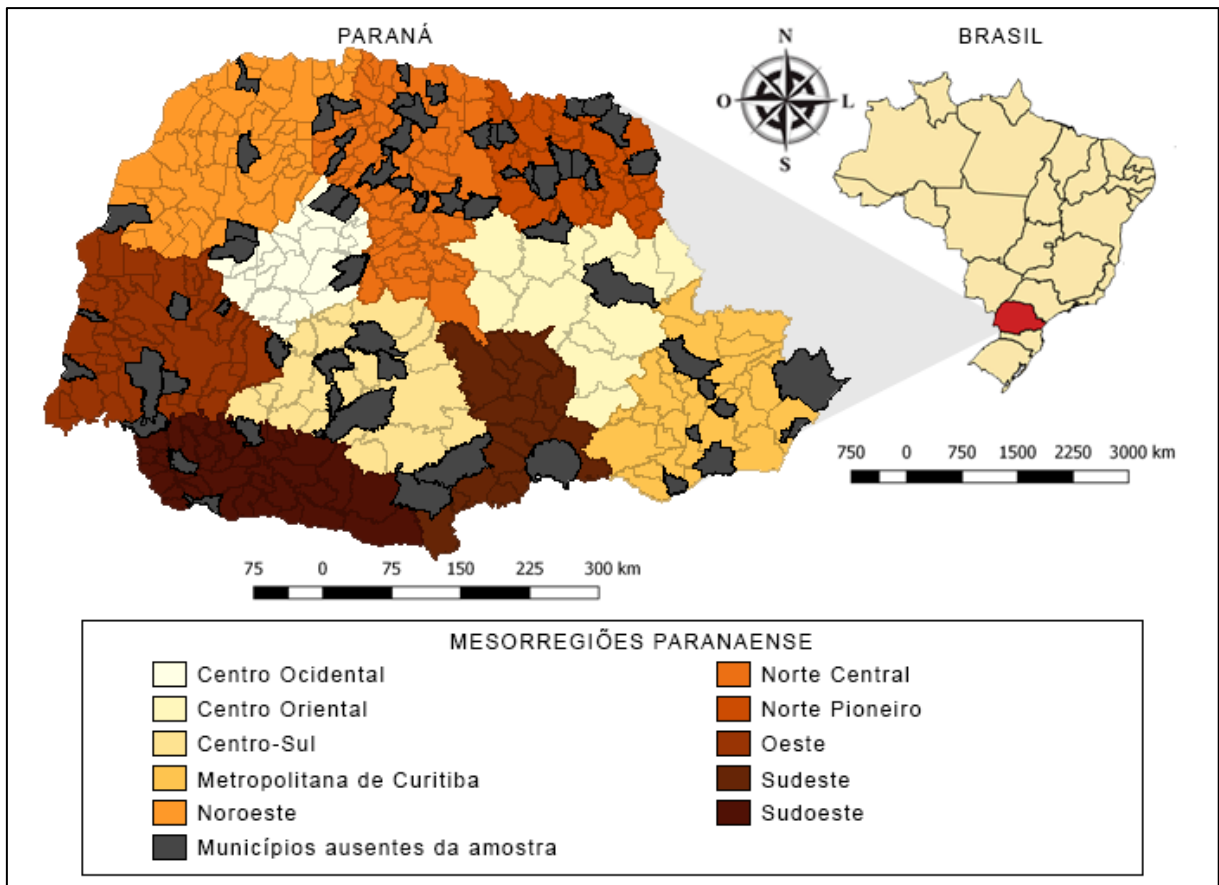 PARANÁ
BRASIL
N
O L
S
750 0 750 1500 2250 3000 km
75 0 75 150 225 300 km
MESORREGIÕES PARANAENSE
Centro Ocidental
Centro Oriental
Centro-Sul
Metropolitana de Curitiba
Noroeste
Municípios ausentes da amostra
Norte Central
Norte Pioneiro
Oeste
Sudeste
Sudoeste